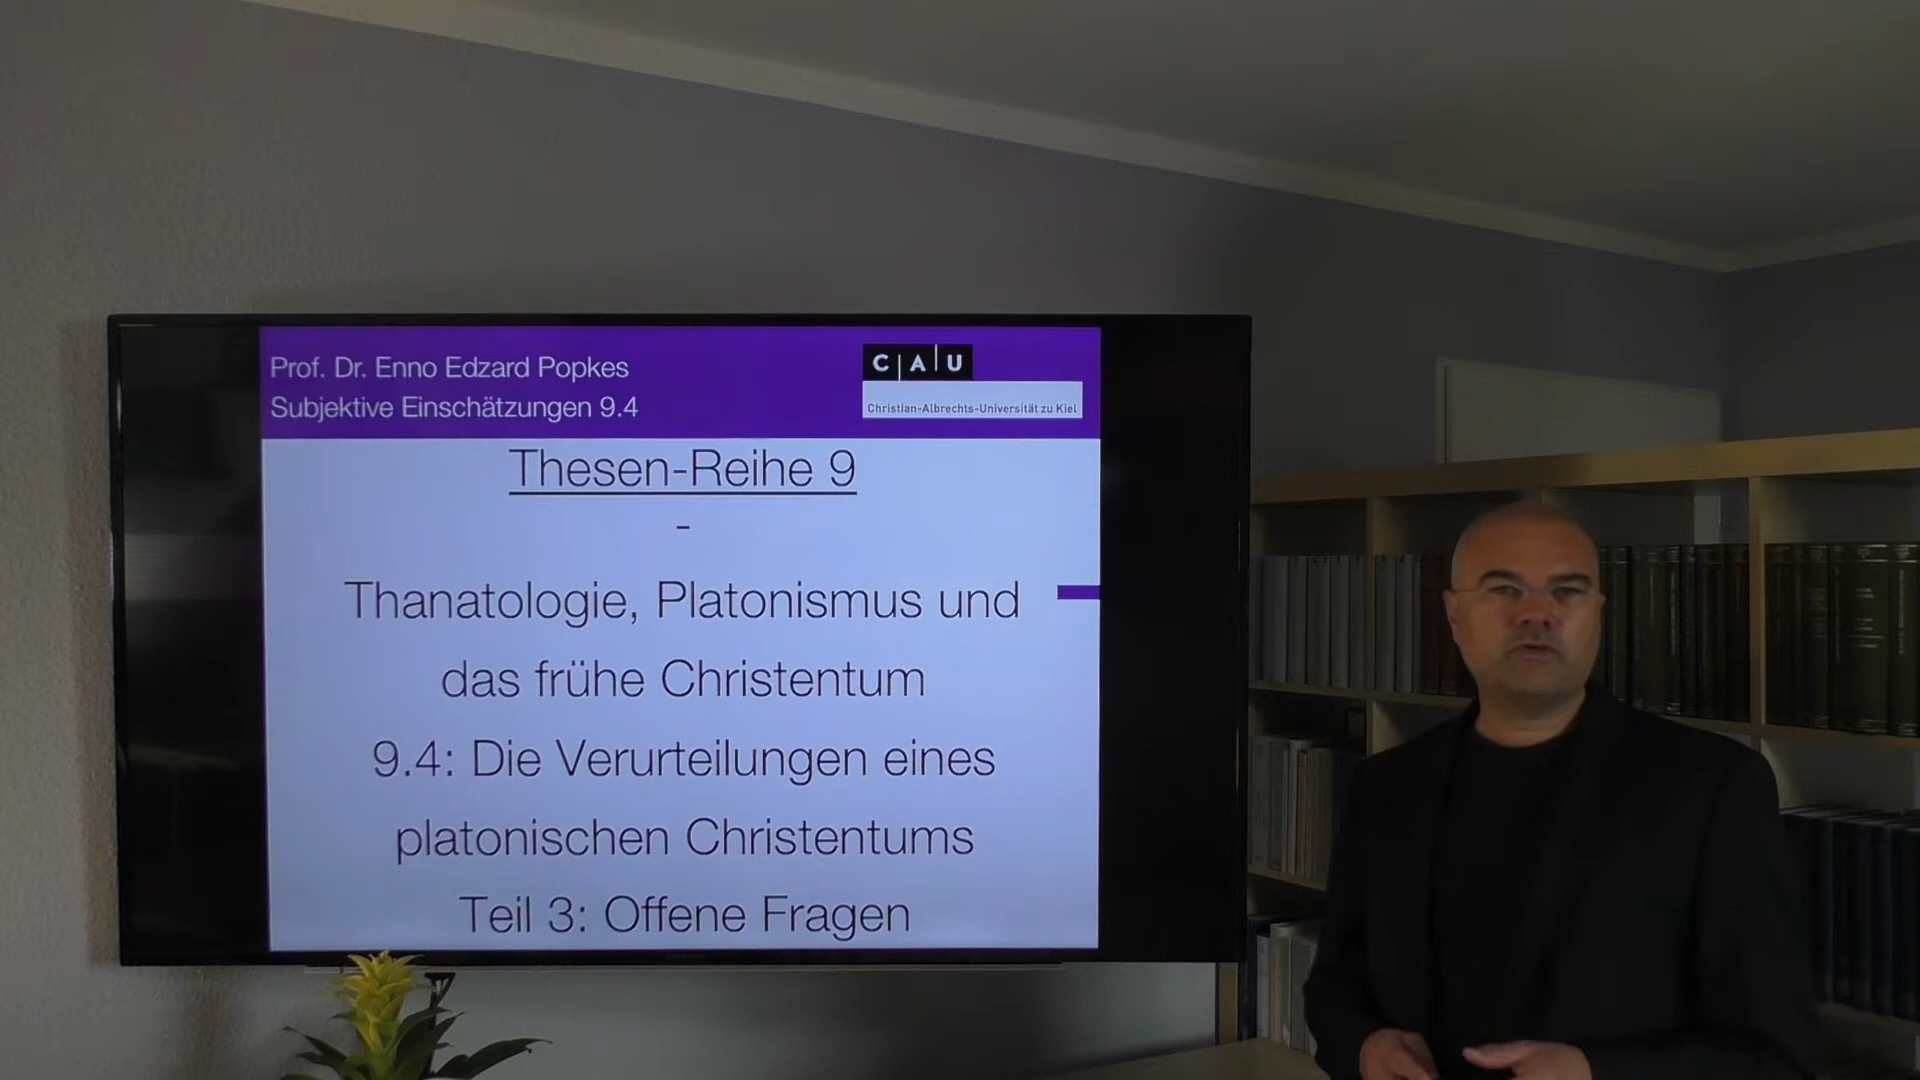 Prof. Dr. Enno Edzard Popkes
Subjektive Einschätzungen 9.4
C|A|U
Christian-Albrechts-Universität zu Kiel
Thesen-Reihe 9
-
Thanatologie, Platonismus und
das frühe Christentum
9.4: Die Verurteilungen eines
platonischen Christentums
Teil 3: Offene Fragen